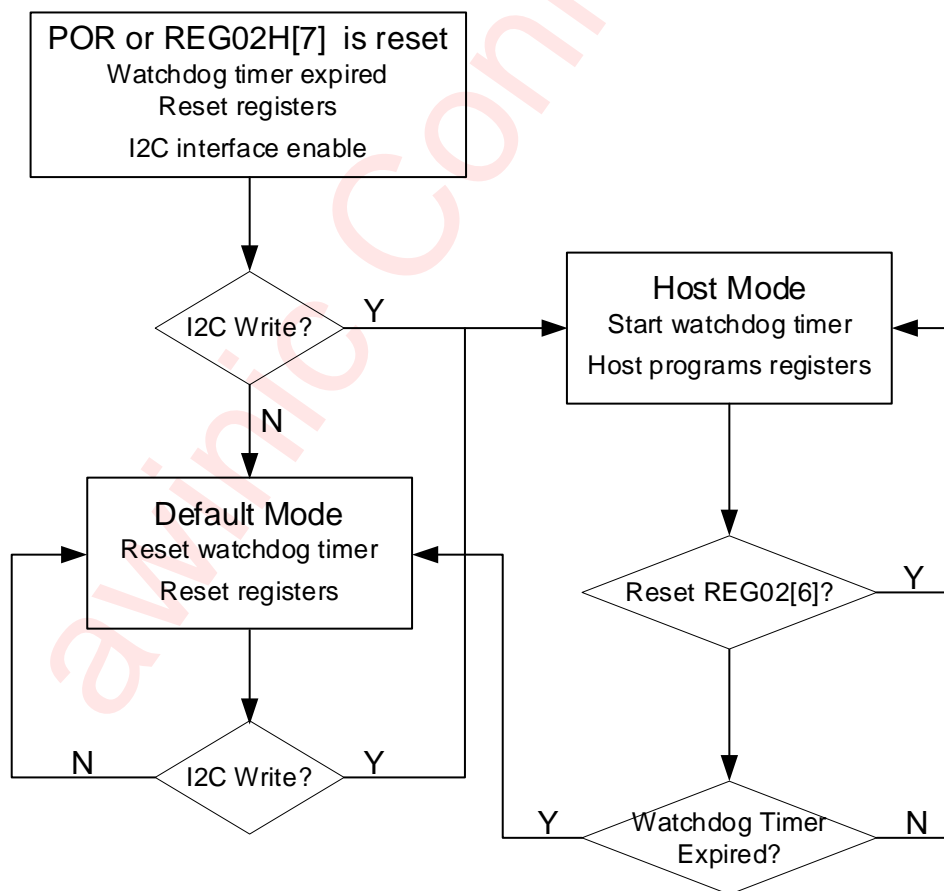 POR or REG02H[7]  is reset
Watchdog timer expired
Reset registers
I2C interface enable
I2C Write?
Y
N
Host Mode
Start watchdog timer
Host programs registers
Default Mode
Reset watchdog timer
Reset registers
Reset REG02[6]?
Y
I2C Write?
N
Y
Watchdog Timer
Expired?
Y
N
awinic Con